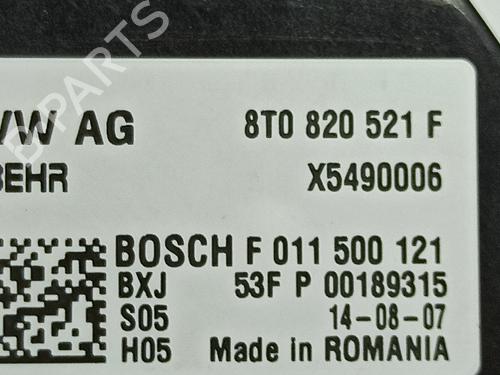 VW AG 8T0 820 521 F
BEHR X5490006
BOSCH F 011 500 121
BXJ 53F P 00189315
S05 14-08-07
H05 Made in ROMANIA
B-PARTS